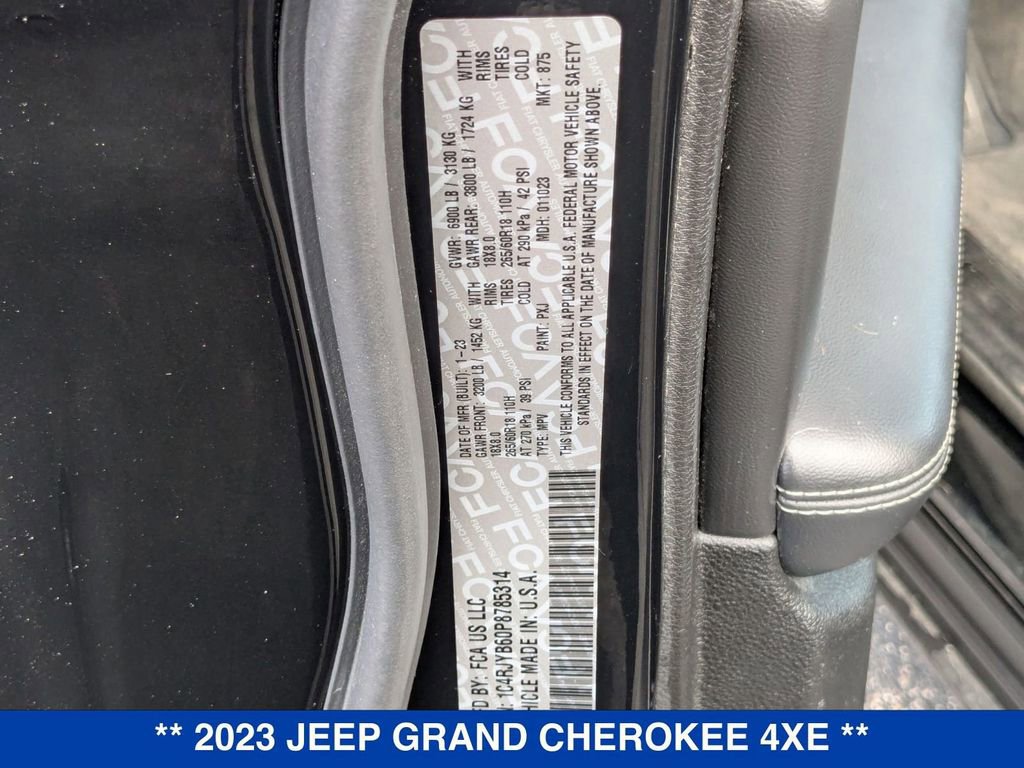 FD BY: FCA US LLC
DATE OF MFR (BUILT): 1-23 GVWR: 6900 LB / 3130 KG
GAWR FRONT: 3200 LB / 1452 KG WITH GAWR REAR: 3800 LB / 1724 KG WITH
18X8.0 RIMS 18X8.0 RIMS
265/60R18 110H TIRES 265/60R18 110H TIRES
AT 270 kPa / 39 PSI COLD AT 290 kPa / 42 PSI COLD
TYPE: MPV PAINT: PXJ MDH: 011023 MKT: 875
THIS VEHICLE CONFORMS TO ALL APPLICABLE U.S.A. FEDERAL MOTOR VEHICLE SAFETY
STANDARDS IN EFFECT ON THE DATE OF MANUFACTURE SHOWN ABOVE.
: 1C4RJYB60P8785314
HICLE MADE IN: U.S.A.
** 2023 JEEP GRAND CHEROKEE 4XE **